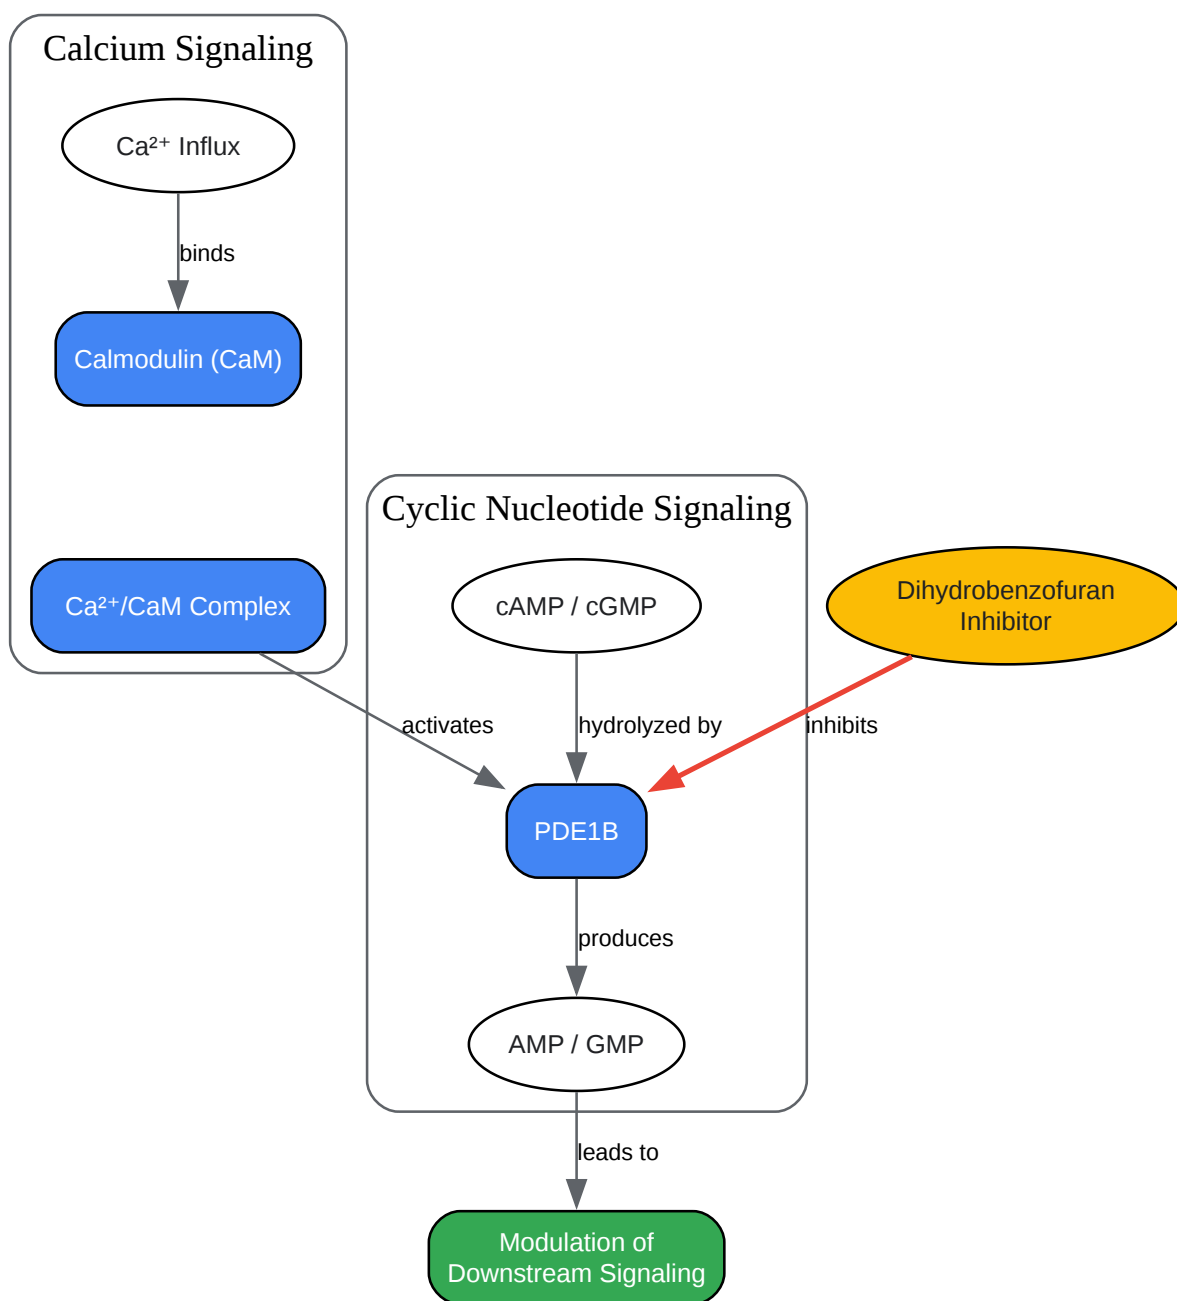 Calcium Signaling
Ca²⁺ Influx
binds
Calmodulin (CaM)
Ca²⁺/CaM Complex
activates
Cyclic Nucleotide Signaling
cAMP / cGMP
hydrolyzed by
Dihydrobenzofuran
Inhibitor
inhibits
PDE1B
produces
AMP / GMP
leads to
Modulation of
Downstream Signaling